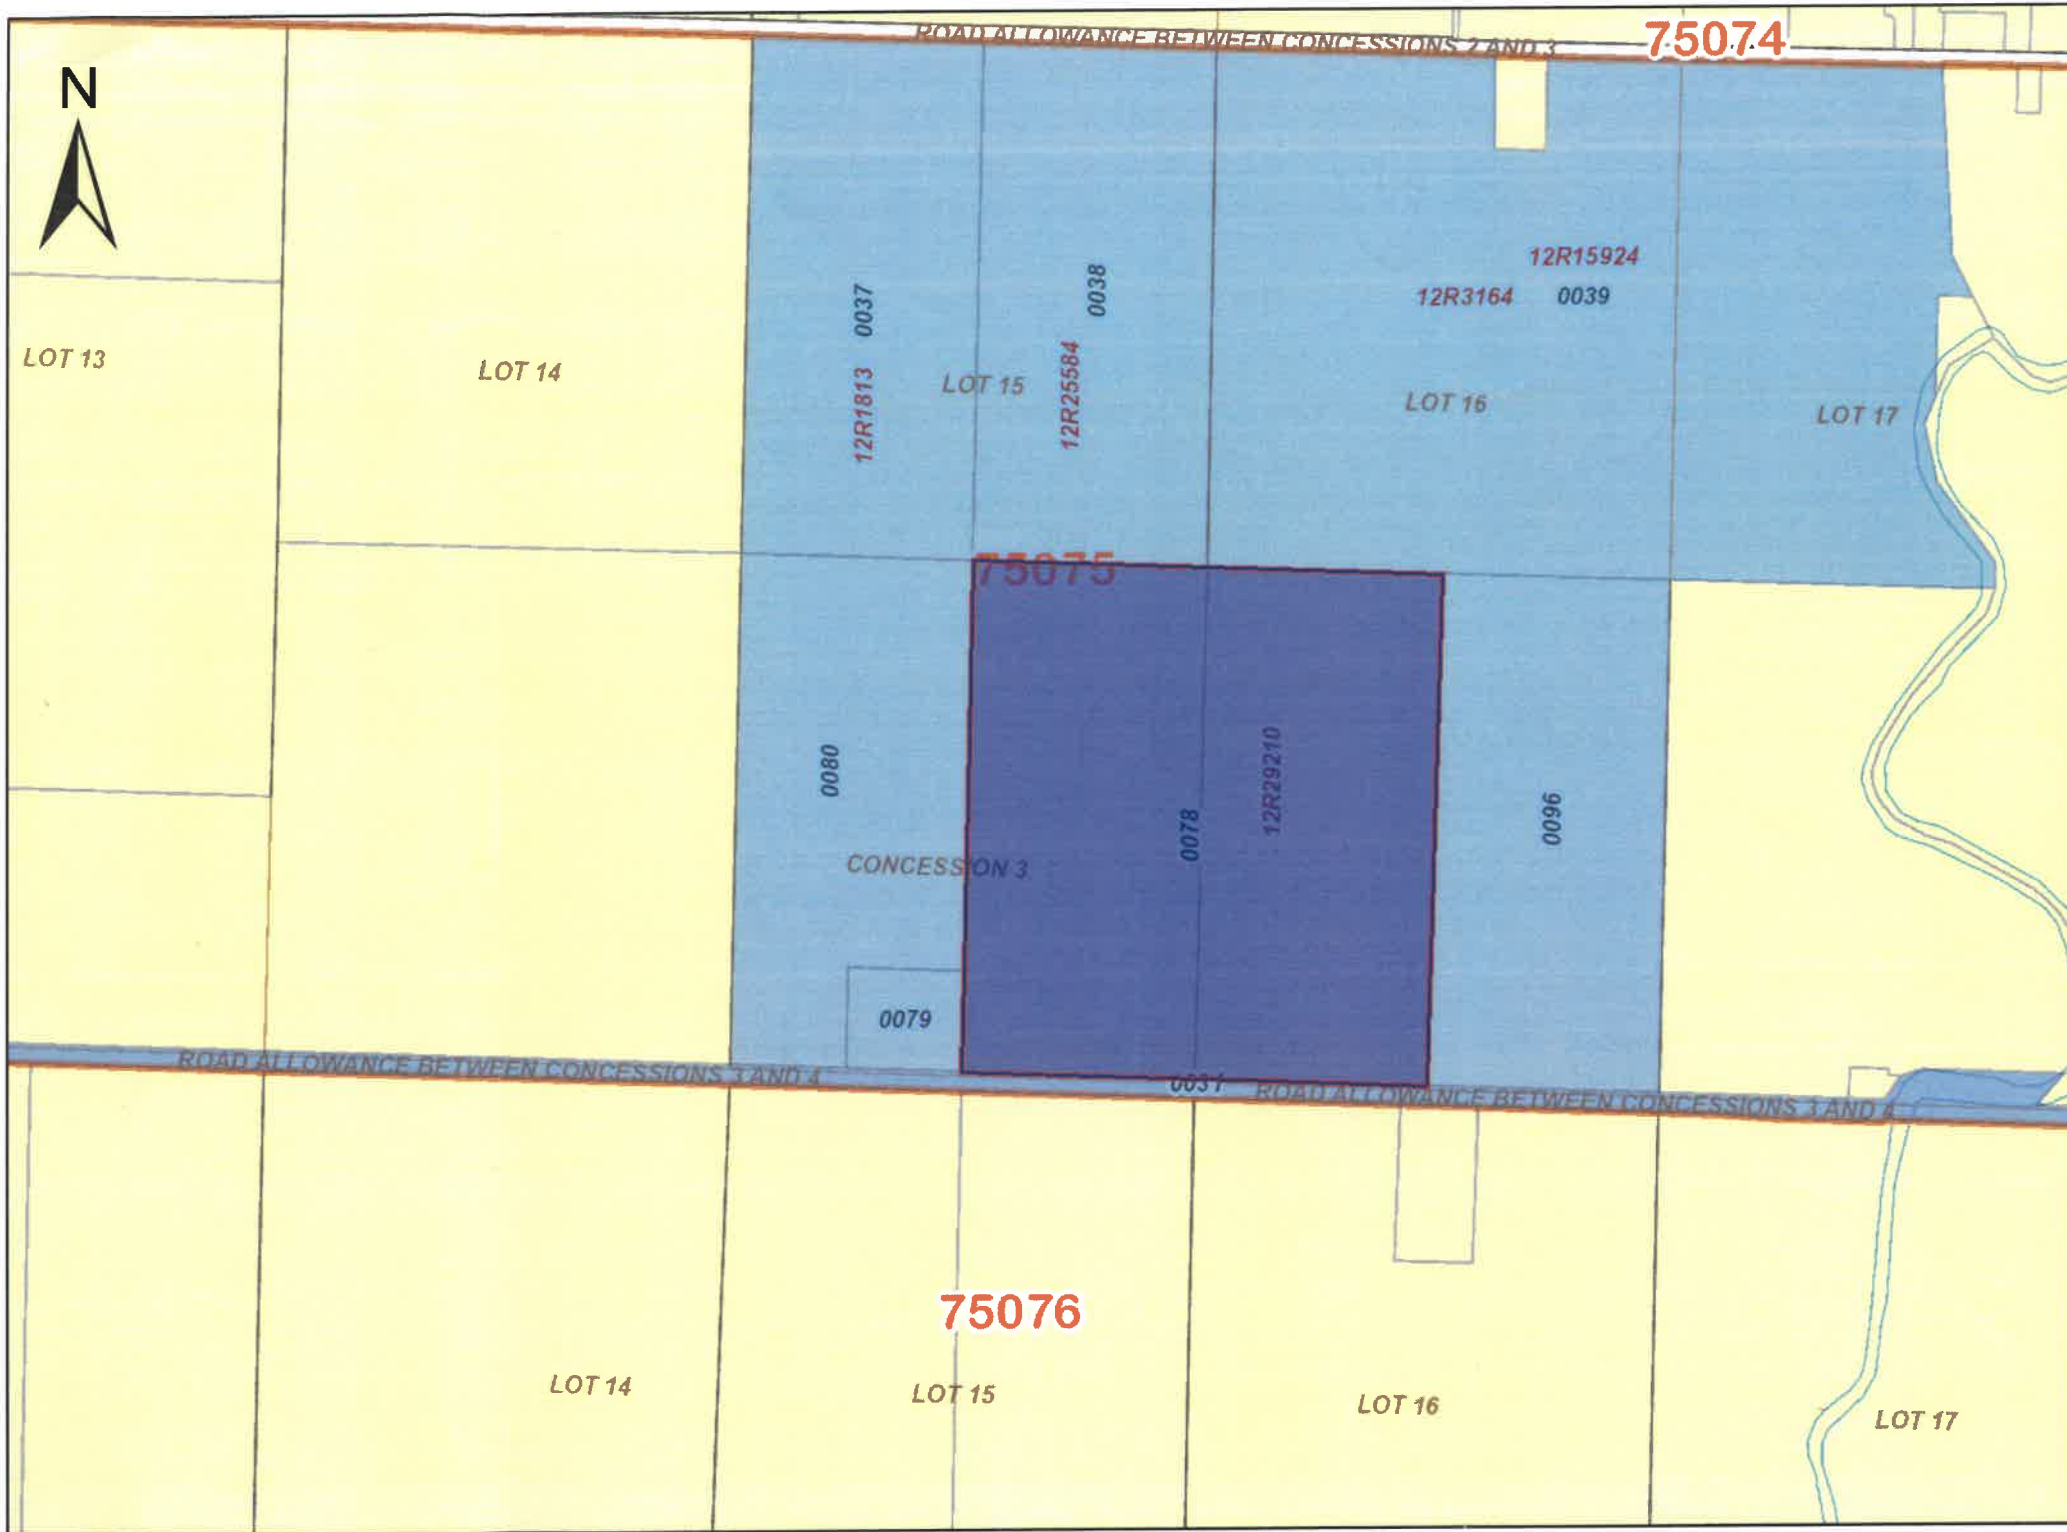 ROAD ALLOWANCE BETWEEN CONCESSIONS 2 AND 3
75074
N
12R15924
12R3164
0039
0037
0038
12R1813
12R25584
LOT 13
LOT 14
LOT 15
LOT 16
LOT 17
75075
0080
0078
12R29210
0096
CONCESSION 3
0079
ROAD ALLOWANCE BETWEEN CONCESSIONS 3 AND 4
0031
ROAD ALLOWANCE BETWEEN CONCESSIONS 3 AND 4
75076
LOT 14
LOT 15
LOT 16
LOT 17